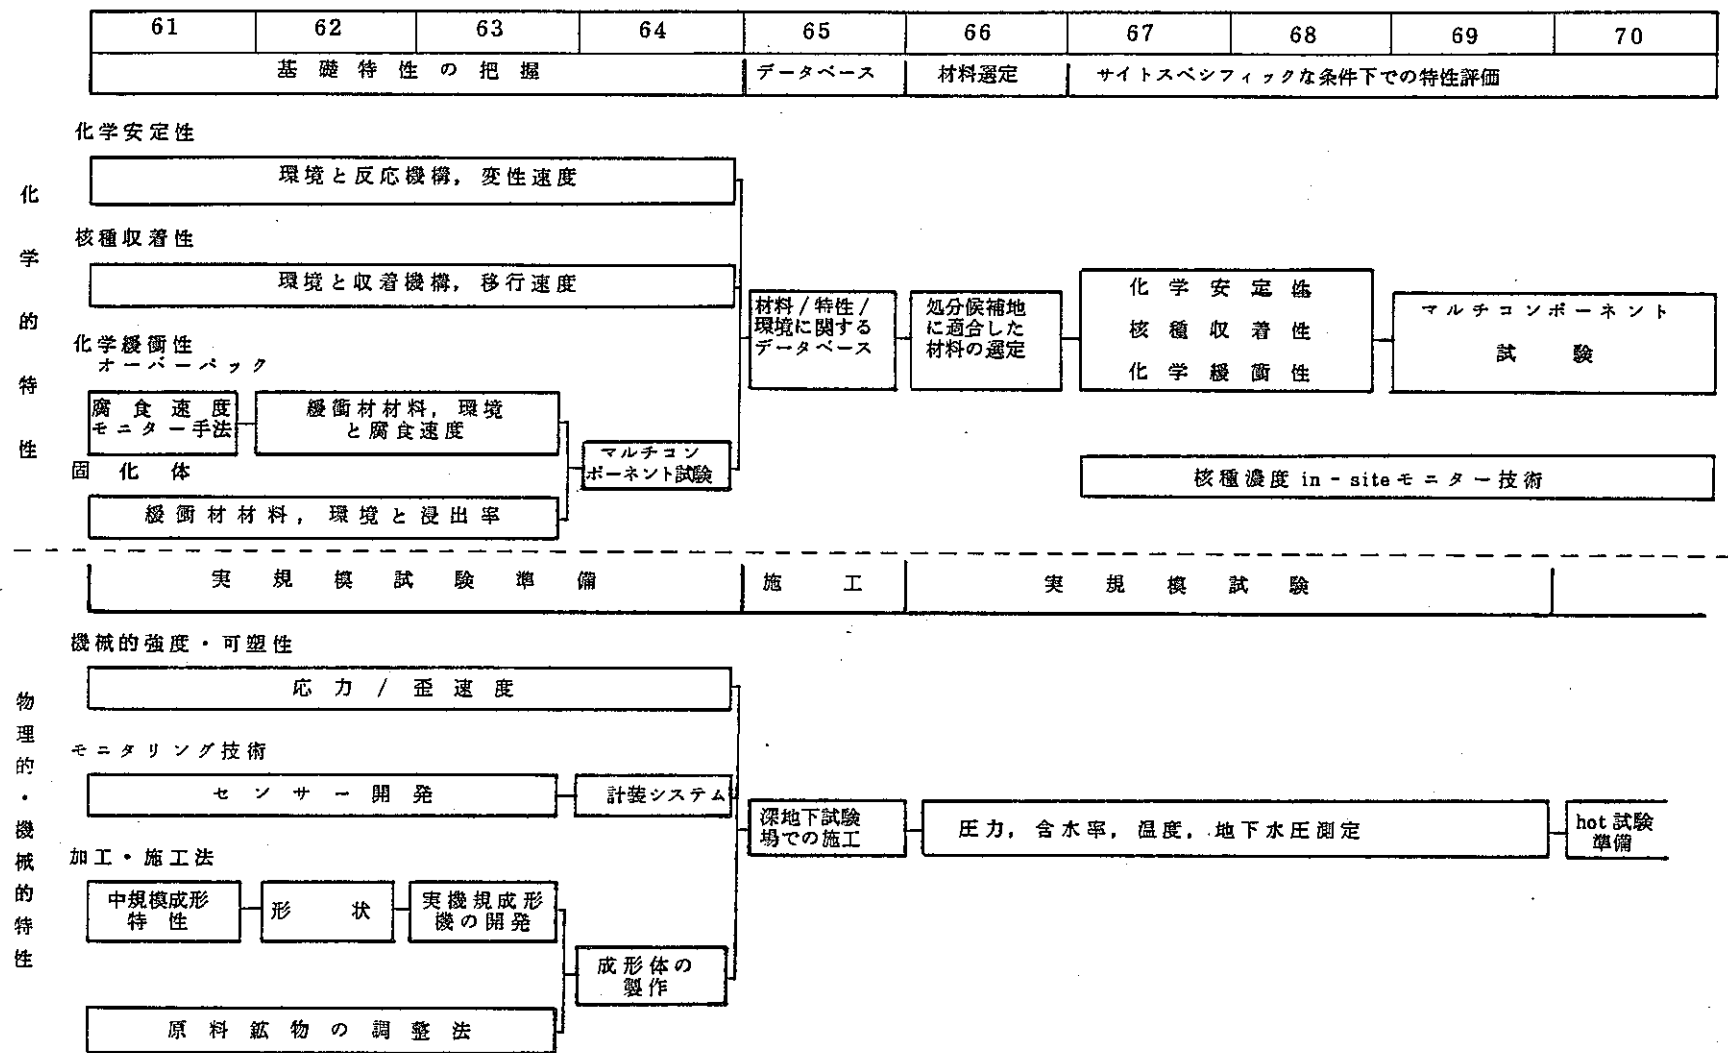 61 62 63 64 65 66 67 68 69 70
基礎特性の把握 データベース 材料選定 サイトスペシフィックな条件下での特性評価
化学的特性
化学安定性
環境と反応機構,変性速度
核種収着性
環境と収着機構,移行速度
化学緩衝性
オーバーパック
腐食速度
モニター手法
緩衝材材料,環境
と腐食速度
固化体
緩衝材材料,環境と浸出率
マルチコン
ポーネント試験
材料/特性/
環境に関する
データベース
処分候補地
に適合した
材料の選定
化学安定性
核種収着性
化学緩衝性
マルチコンポーネント
試験
核種濃度 in-siteモニター技術
実規模試験準備 施工 実規模試験
物理的・機械的特性
機械的強度・可塑性
応力/歪速度
モニタリング技術
センサー開発
計装システム
加工・施工法
中規模成形
特性
形状
実機規成形
機の開発
原料鉱物の調整法
成形体の
製作
深地下試験
場での施工
圧力,含水率,温度,地下水圧測定
hot試験
準備